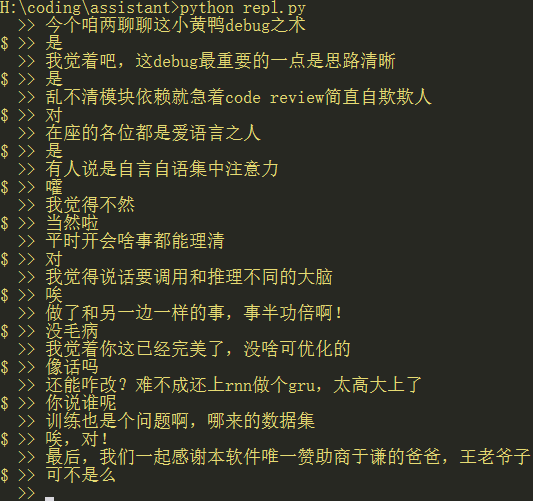 H:\coding\assistant>python repl.py
>> 今个咱两聊聊这小黄鸭debug之术
$ >> 是
>> 我觉着吧，这debug最重要的一点是思路清晰
$ >> 是
>> 乱不清模块依赖就急着code review简直自欺欺人
$ >> 对
>> 在座的各位都是爱语言之人
$ >> 是
>> 有人说是自言自语集中注意力
$ >> 嚯
>> 我觉得不然
$ >> 当然啦
>> 平时开会啥事都能理清
$ >> 对
>> 我觉得说话要调用和推理不同的大脑
$ >> 唉
>> 做了和另一边一样的事，事半功倍啊！
$ >> 没毛病
>> 我觉着你这已经完美了，没啥可优化的
$ >> 像话吗
>> 还能咋改？难不成还上rnn做个gru，太高大上了
$ >> 你说谁呢
>> 训练也是个问题啊，哪来的数据集
$ >> 唉，对！
>> 最后，我们一起感谢本软件唯一赞助商于谦的爸爸，王老爷子
$ >> 可不是么
>>